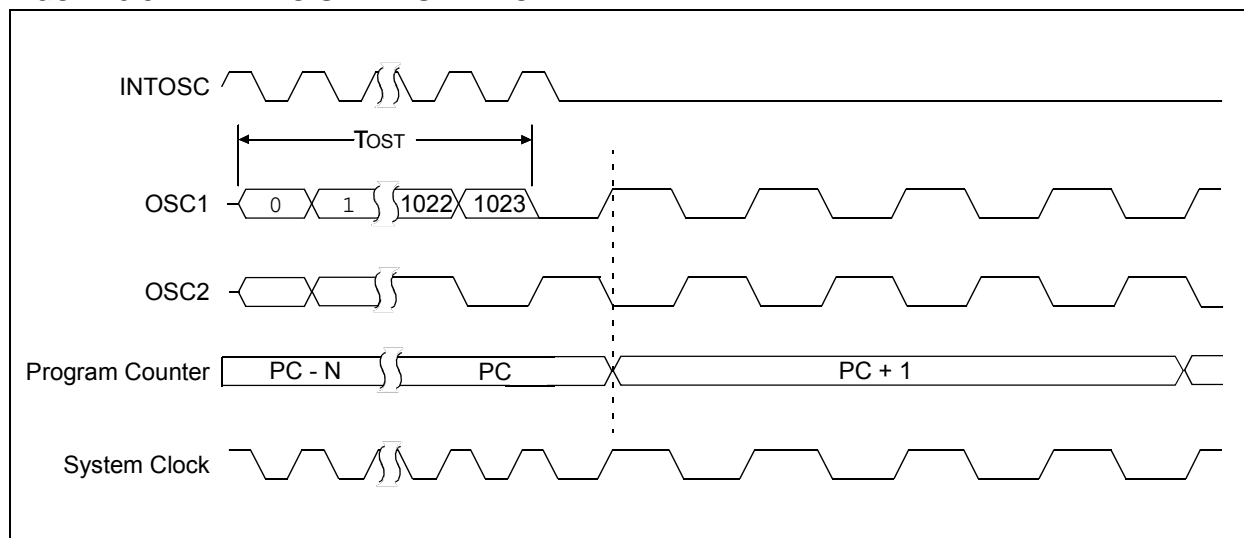 INTOSC
TOST
OSC1
0 1 1022 1023
OSC2
Program Counter
PC - N PC PC + 1
System Clock